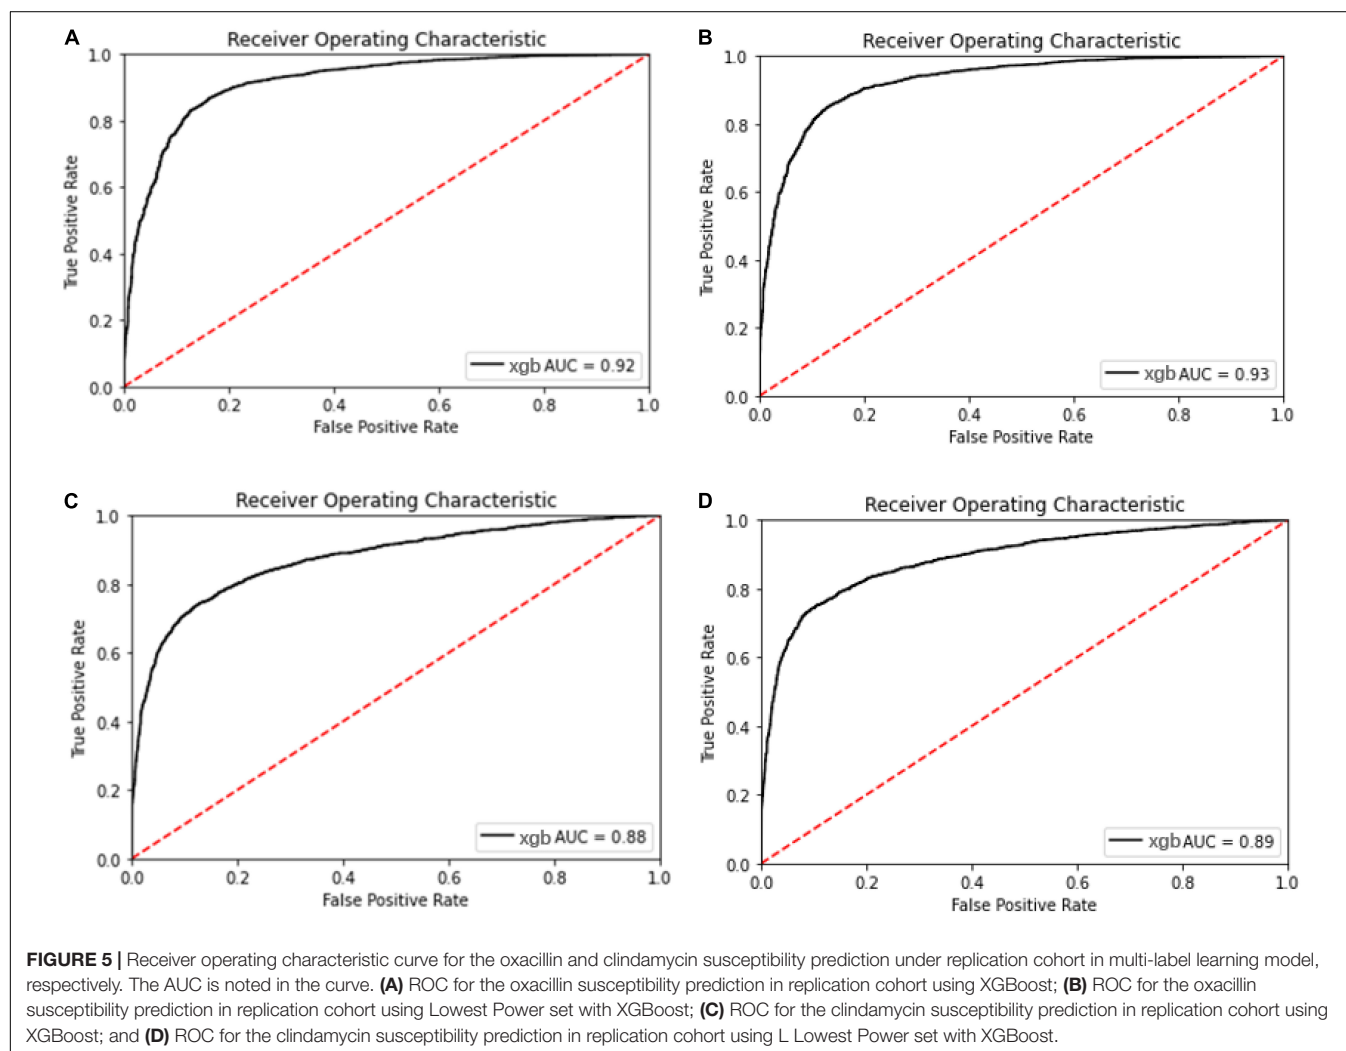 A
Receiver Operating Characteristic
1.0
0.8
0.6
0.4
0.2
0.0
True Positive Rate
xgb AUC = 0.92
0.0 0.2 0.4 0.6 0.8 1.0
False Positive Rate
B
Receiver Operating Characteristic
1.0
0.8
0.6
0.4
0.2
0.0
True Positive Rate
xgb AUC = 0.93
0.0 0.2 0.4 0.6 0.8 1.0
False Positive Rate
C
Receiver Operating Characteristic
1.0
0.8
0.6
0.4
0.2
0.0
True Positive Rate
xgb AUC = 0.88
0.0 0.2 0.4 0.6 0.8 1.0
False Positive Rate
D
Receiver Operating Characteristic
1.0
0.8
0.6
0.4
0.2
0.0
True Positive Rate
xgb AUC = 0.89
0.0 0.2 0.4 0.6 0.8 1.0
False Positive Rate
FIGURE 5 | Receiver operating characteristic curve for the oxacillin and clindamycin susceptibility prediction under replication cohort in multi-label learning model,
respectively. The AUC is noted in the curve. (A) ROC for the oxacillin susceptibility prediction in replication cohort using XGBoost; (B) ROC for the oxacillin
susceptibility prediction in replication cohort using Lowest Power set with XGBoost; (C) ROC for the clindamycin susceptibility prediction in replication cohort using
XGBoost; and (D) ROC for the clindamycin susceptibility prediction in replication cohort using L Lowest Power set with XGBoost.